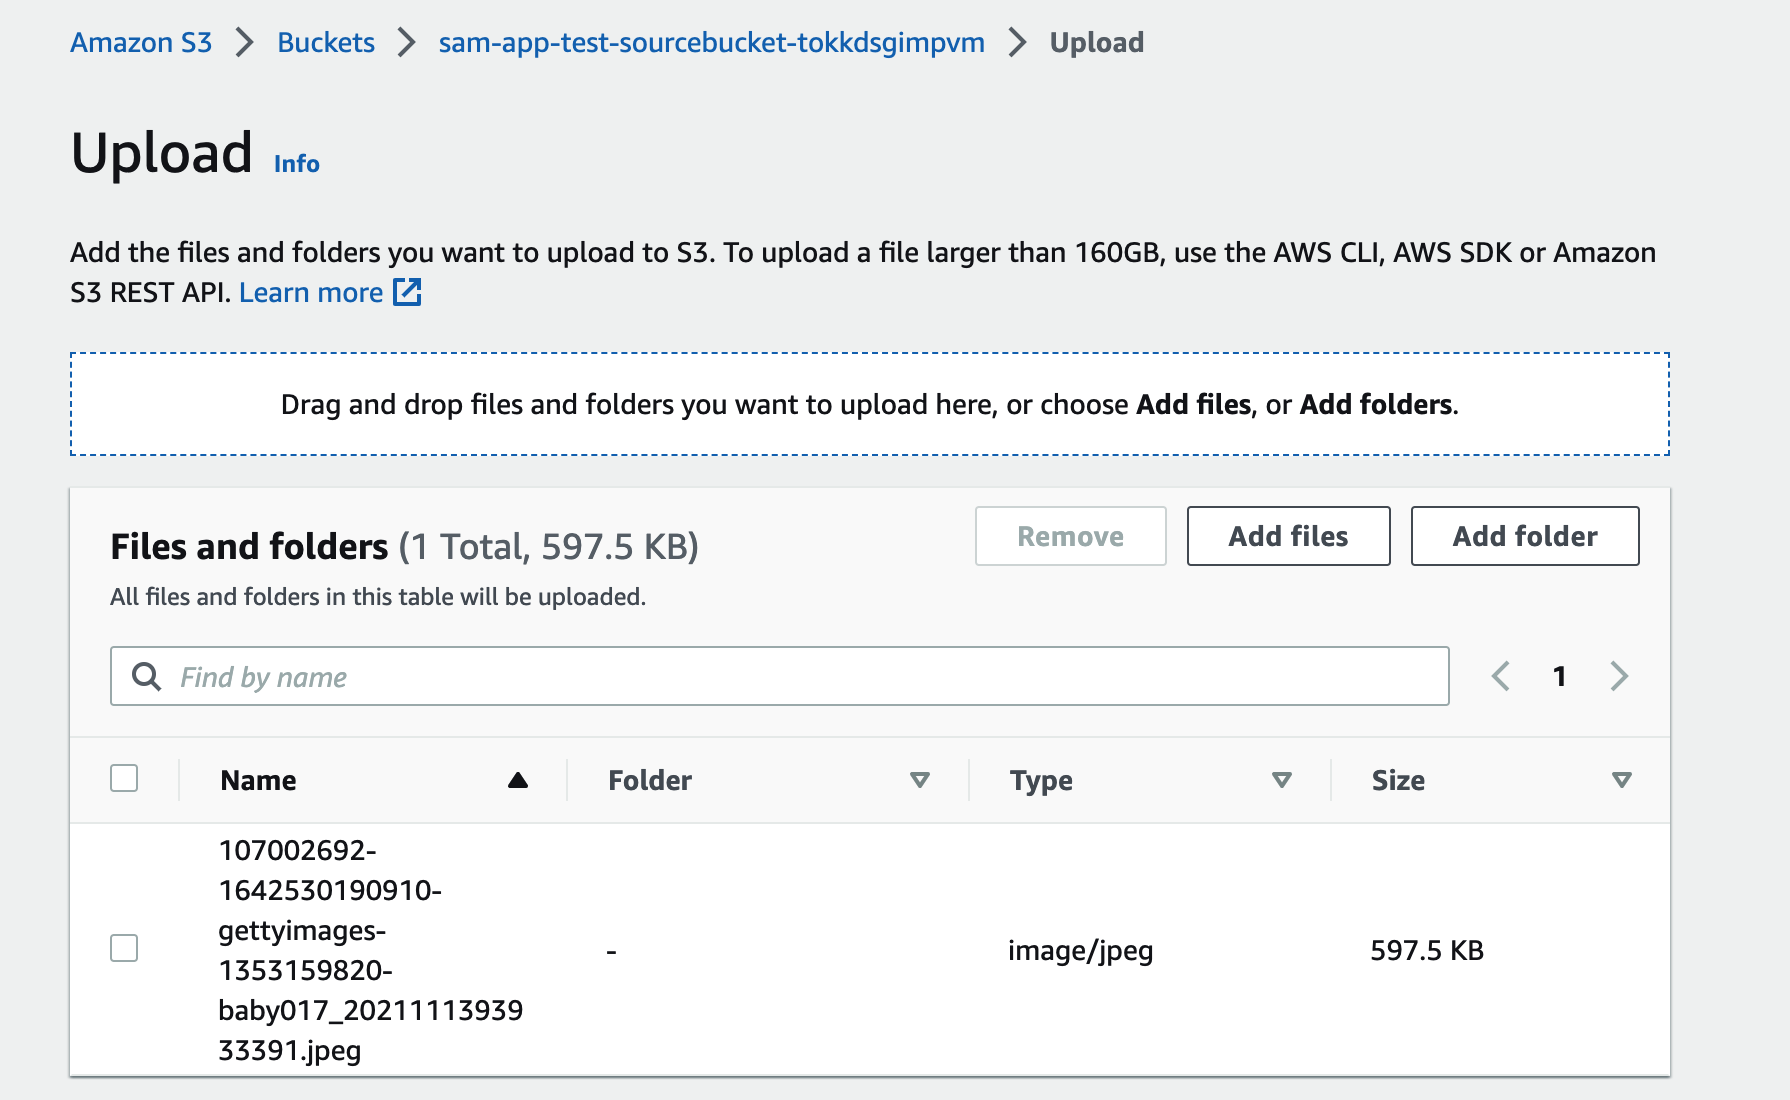 Amazon S3 > Buckets > sam-app-test-sourcebucket-tokkdsgimpvm > Upload
Upload Info
Add the files and folders you want to upload to S3. To upload a file larger than 160GB, use the AWS CLI, AWS SDK or Amazon
S3 REST API. Learn more
Drag and drop files and folders you want to upload here, or choose Add files, or Add folders.
Files and folders (1 Total, 597.5 KB)
Remove Add files Add folder
All files and folders in this table will be uploaded.
Find by name
1
Name Folder Type Size
107002692-
1642530190910-
gettyimages-
1353159820-
baby017_20211113939
33391.jpeg
- image/jpeg 597.5 KB